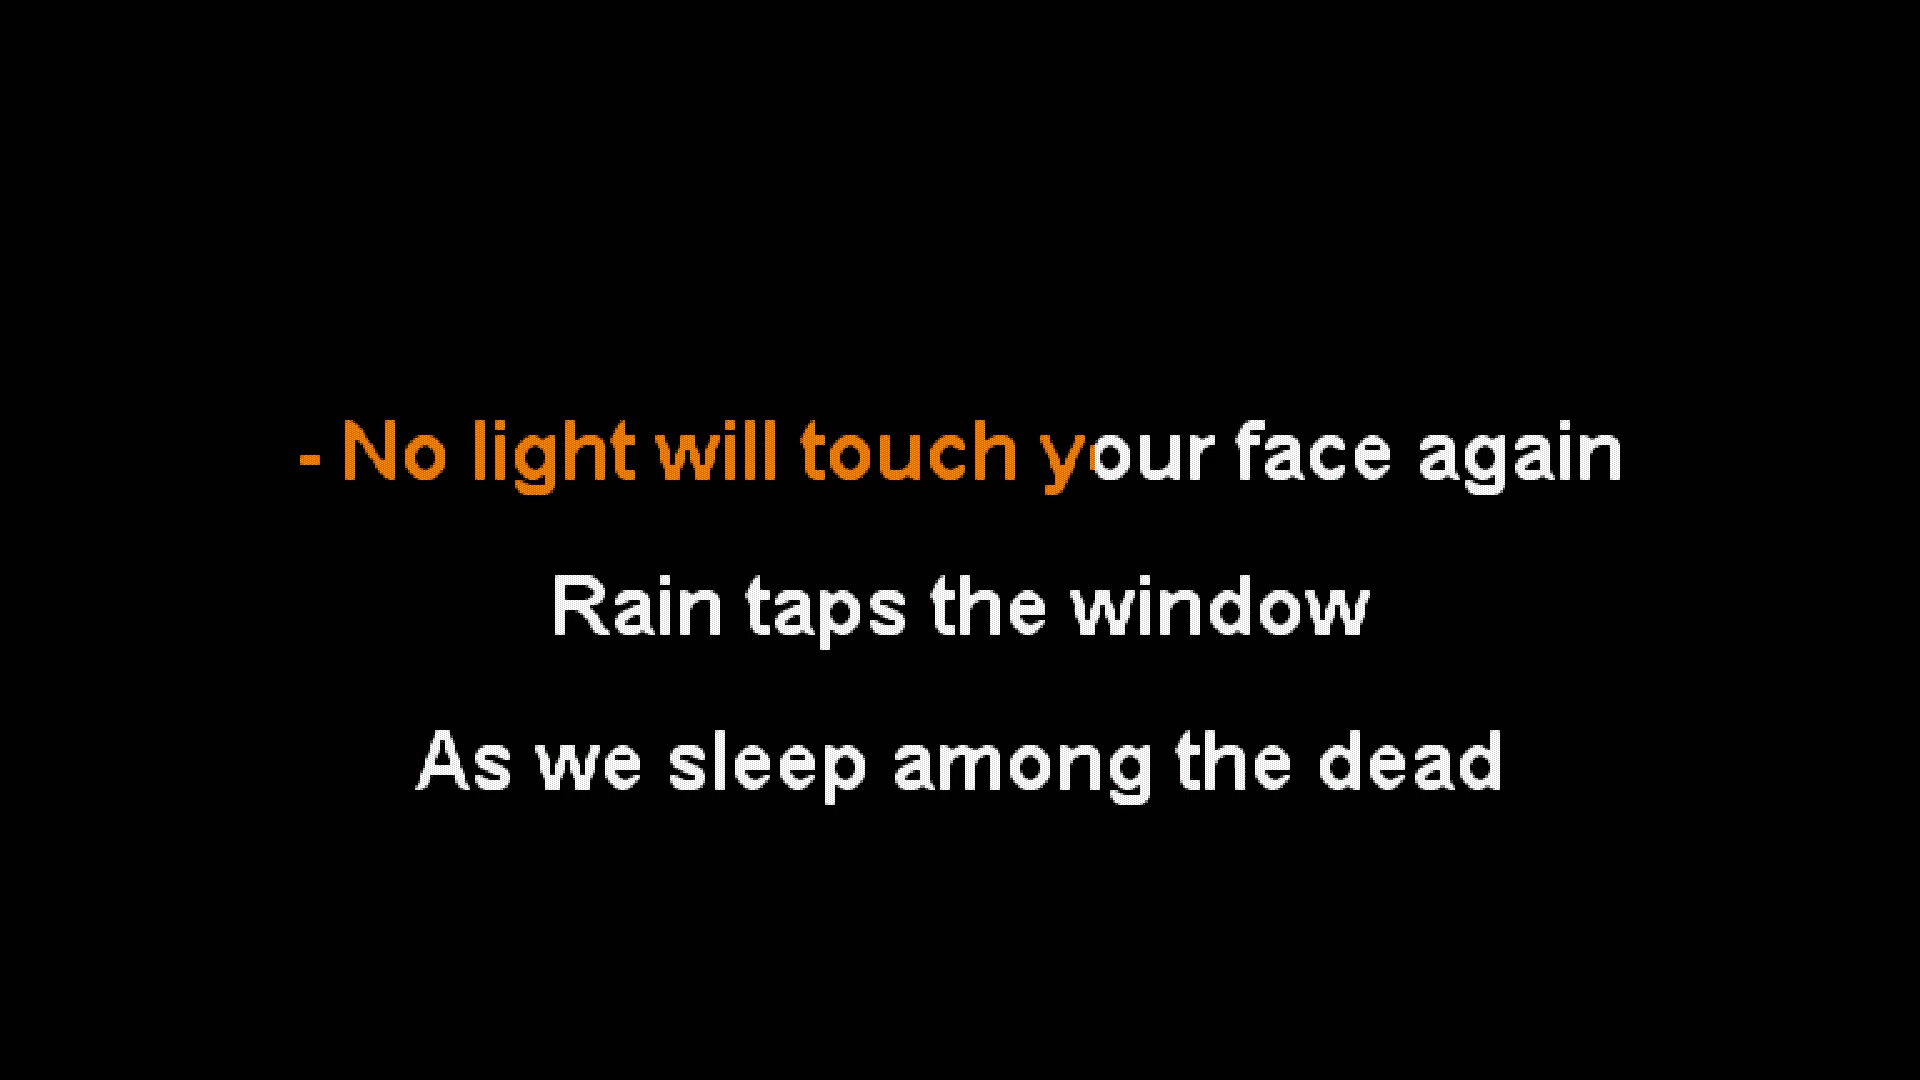 - No light will touch your face again
Rain taps the window
As we sleep among the dead